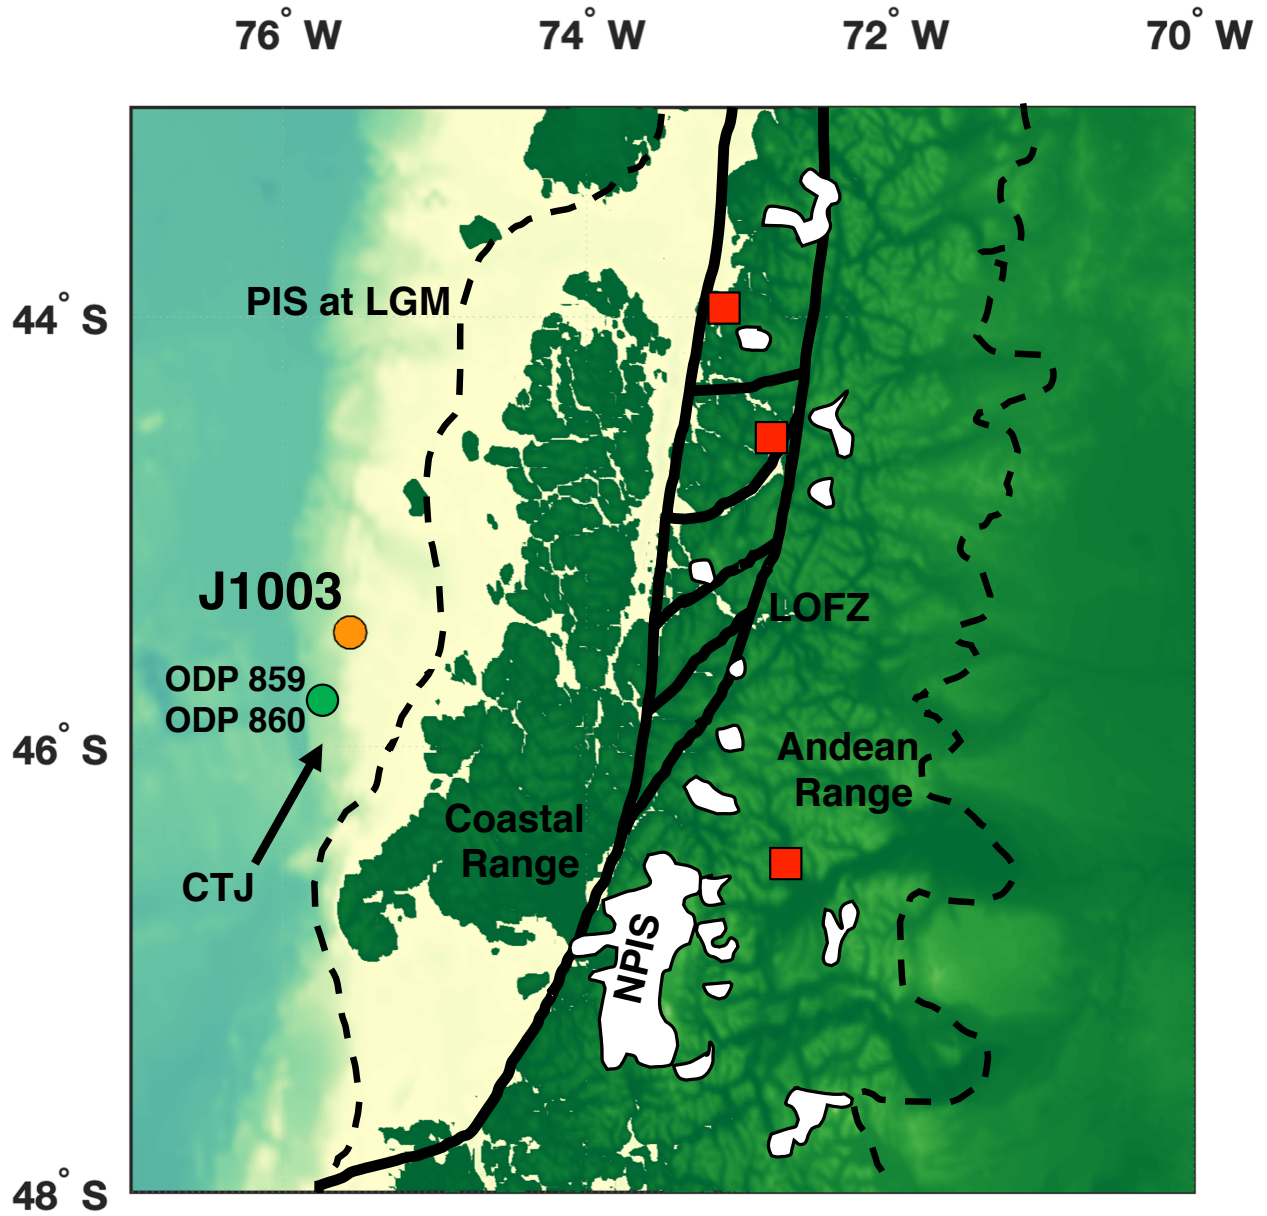 76° W 74° W 72° W 70° W
44° S
PIS at LGM
J1003
LOFZ
ODP 859
ODP 860
46° S
Andean
Range
Coastal
Range
CTJ
NPIS
48° S